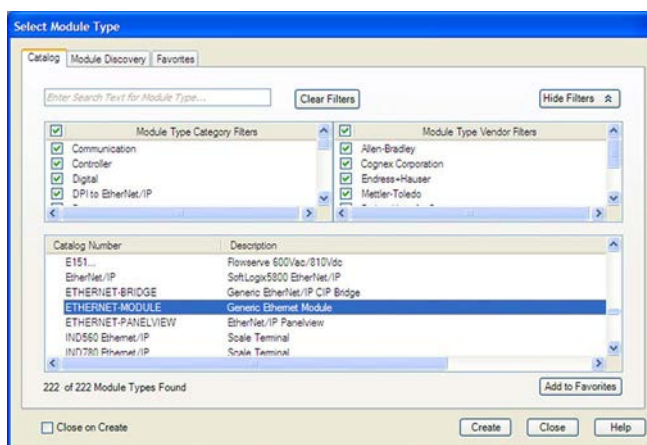 Select Module Type
Catalog Module Discovery Favorites
Enter Search Text for Module Type...
Clear Filters
Hide Filters
Module Type Category Filters
Module Type Vendor Filters
Communication
Allen-Bradley
Controller
Cognex Corporation
Digital
Endress+Hauser
DPI to EtherNet/IP
Mettler-Toledo
Catalog Number Description
E151... Flowserve 600Vac/810Vdc
EtherNet/IP SoftLogix5800 EtherNet/IP
ETHERNET-BRIDGE Generic EtherNet/IP CIP Bridge
ETHERNET-MODULE Generic Ethernet Module
ETHERNET-PANELVIEW EtherNet/IP Panelview
IND560 Ethernet/IP Scale Terminal
IND780 Ethernet/IP Scale Terminal
222 of 222 Module Types Found
Add to Favorites
Close on Create
Create Close Help